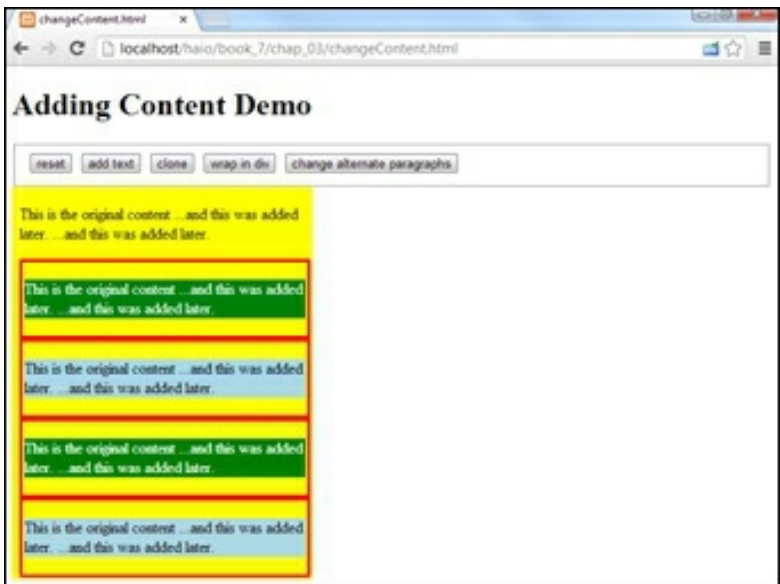 changeContent.html
localhost/haio/book_7/chap_03/changeContent.html
Adding Content Demo
reset add text clone wrap in div change alternate paragraphs
This is the original content ...and this was added
later. ...and this was added later.
This is the original content ...and this was added
later. ...and this was added later.
This is the original content ...and this was added
later. ...and this was added later.
This is the original content ...and this was added
later. ...and this was added later.
This is the original content ...and this was added
later. ...and this was added later.